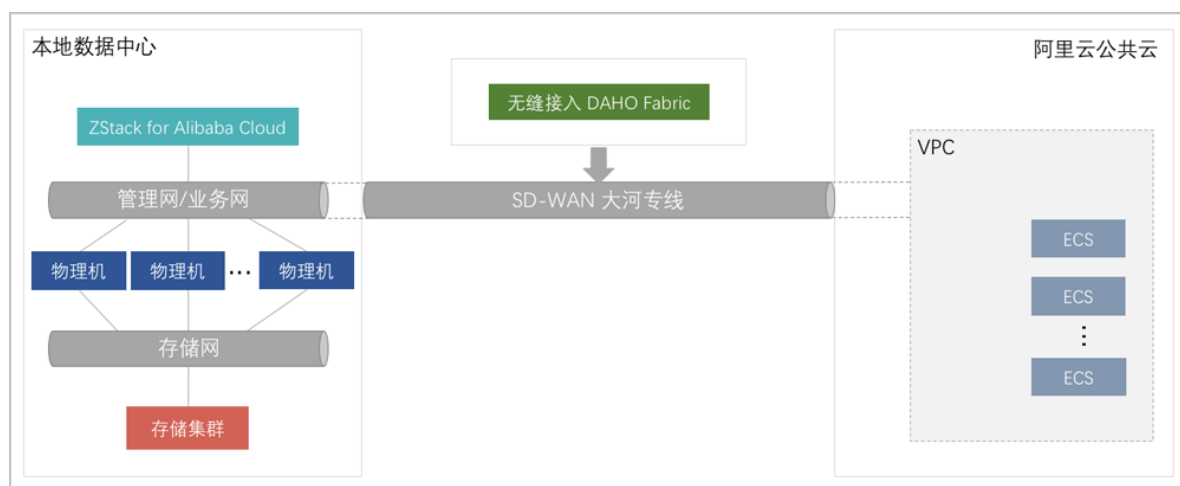 本地数据中心
阿里云公共云
无缝接入 DAHO Fabric
ZStack for Alibaba Cloud
VPC
管理网/业务网
SD-WAN 大河专线
ECS
物理机
物理机
...
物理机
ECS
存储网
ECS
存储集群